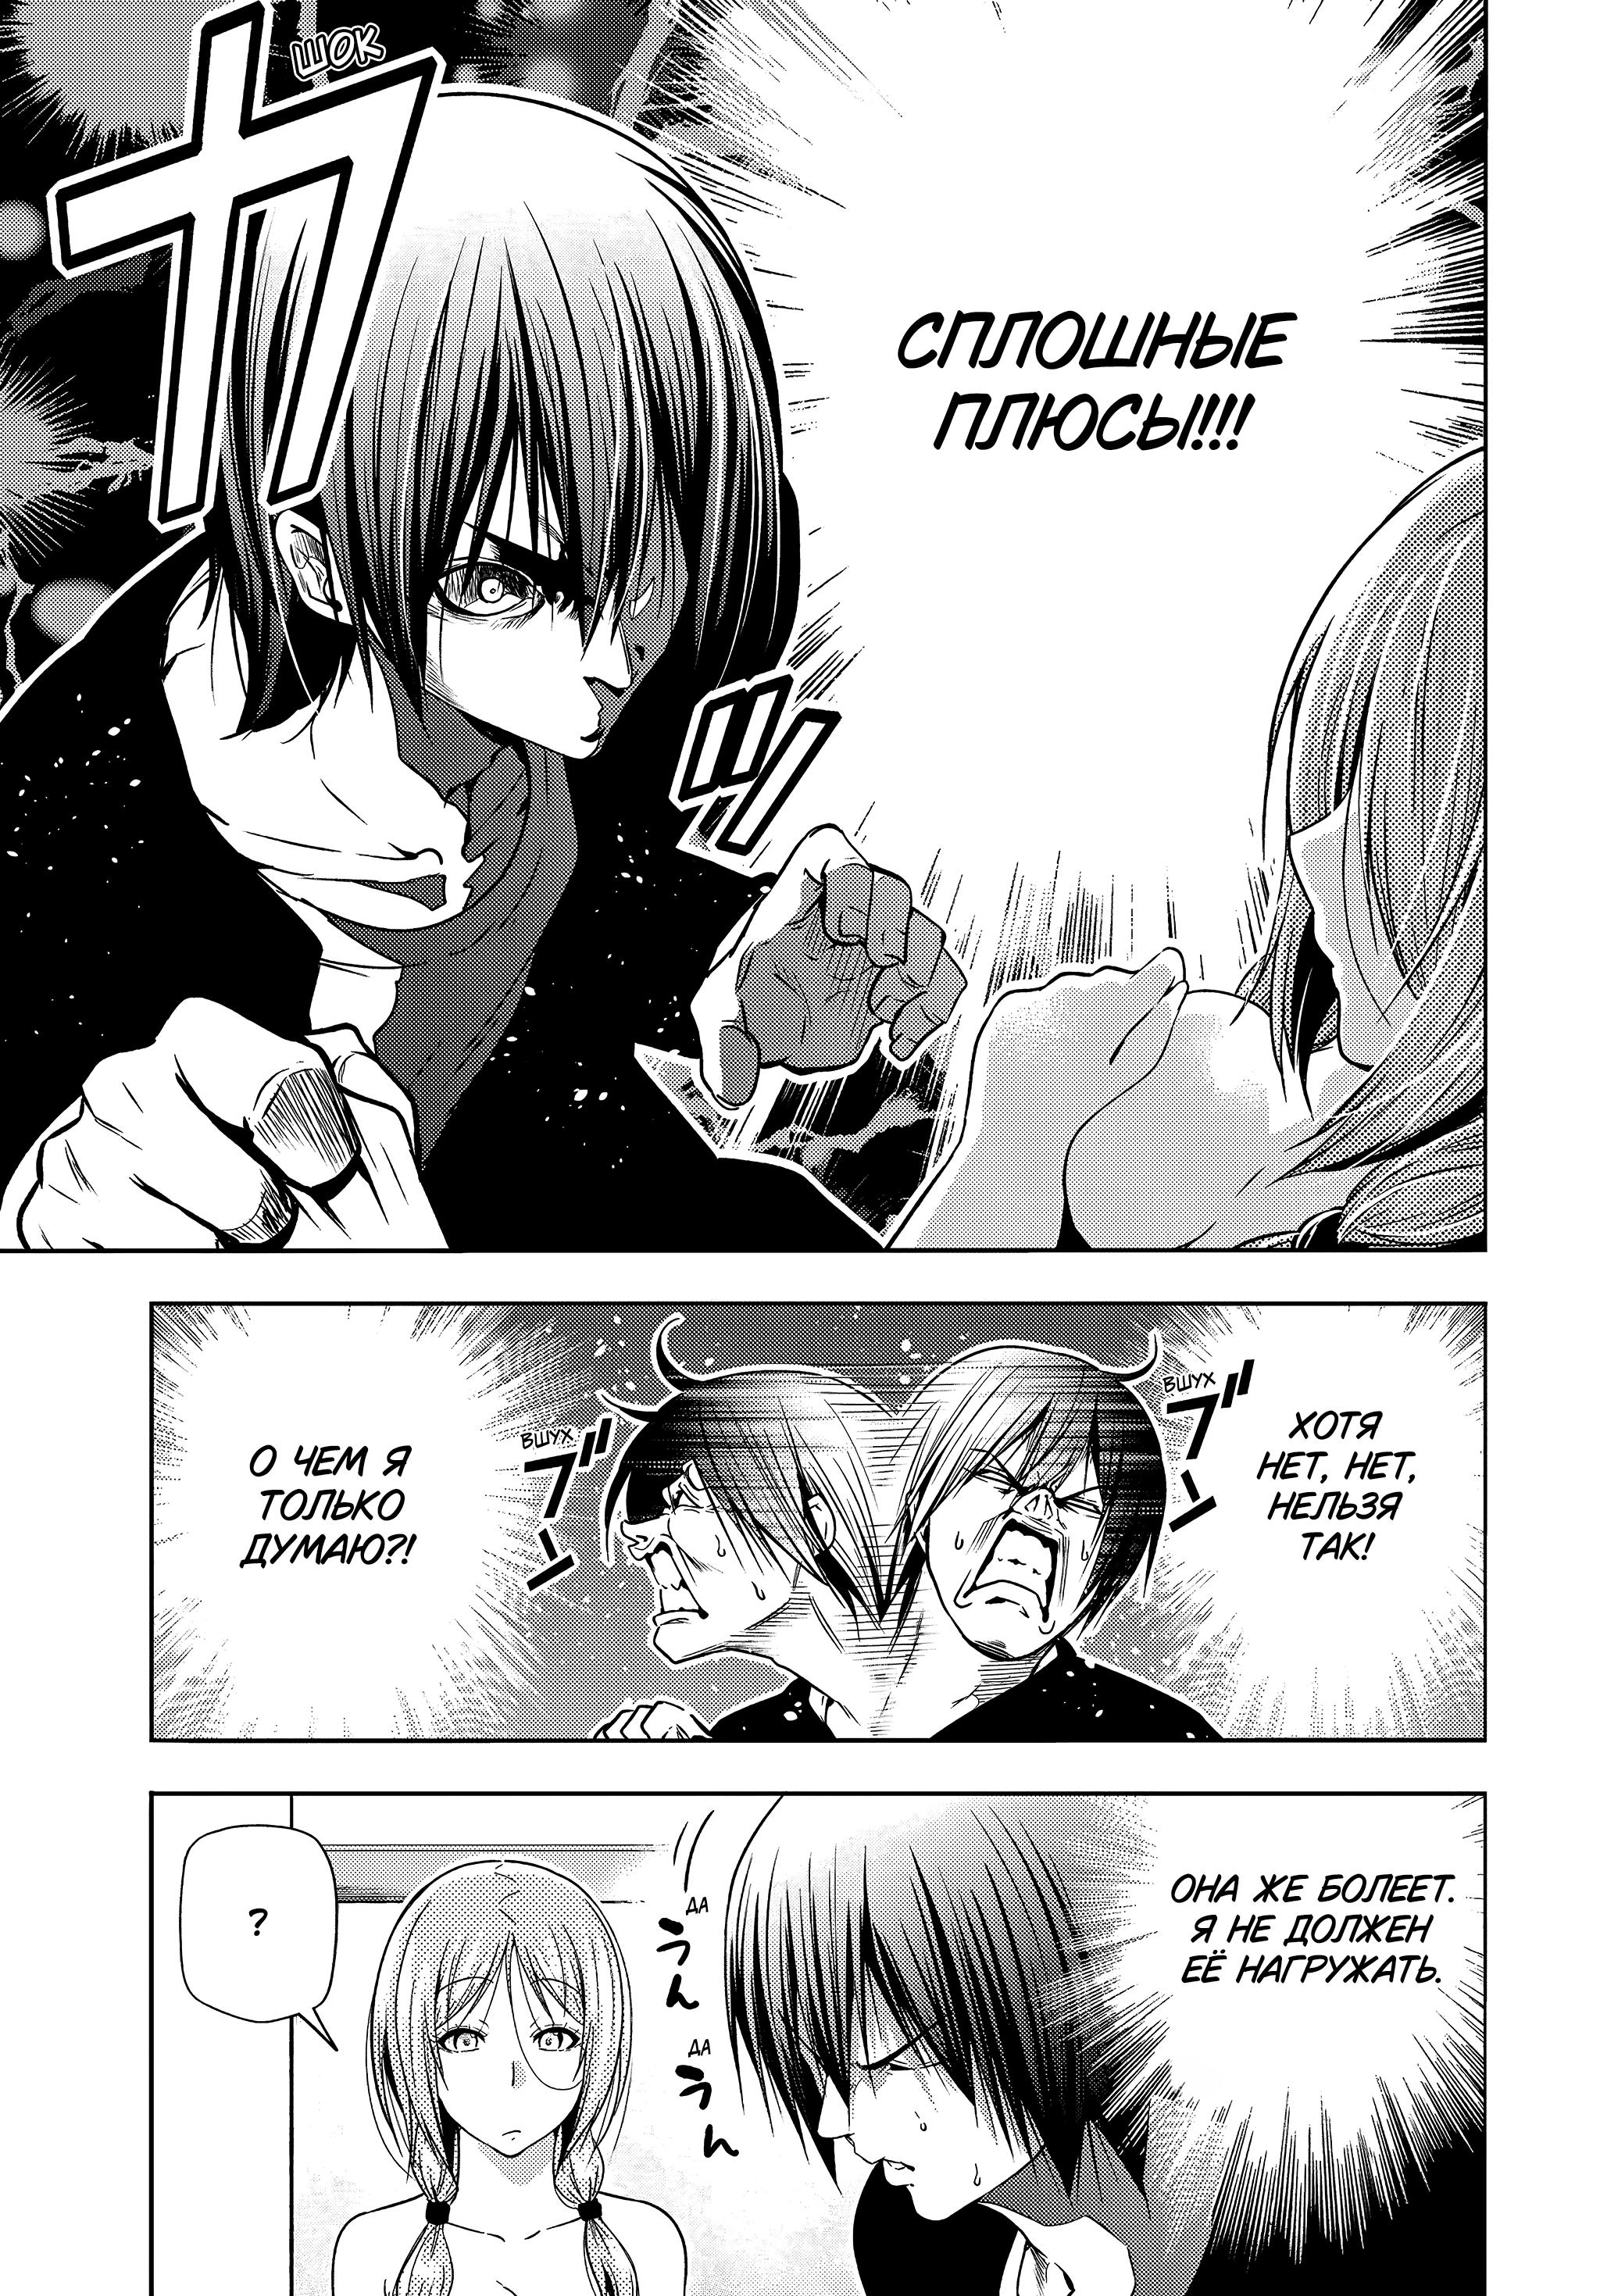 ШОК
カッ
СПЛОШНЫЕ
ПЛЮСЫ!!!
ВШУХ
ブン
ХОТЯ
НЕТ, НЕТ,
НЕЛЬЗЯ
ТАК!
ВШУХ
ブン
О ЧЕМ Я
ТОЛЬКО
ДУМАЮ?!
ОНА ЖЕ БОЛЕЕТ.
Я НЕ ДОЛЖЕН
ЕЁ НАГРУЖАТЬ.
ДА
うん
ДА
うん
?